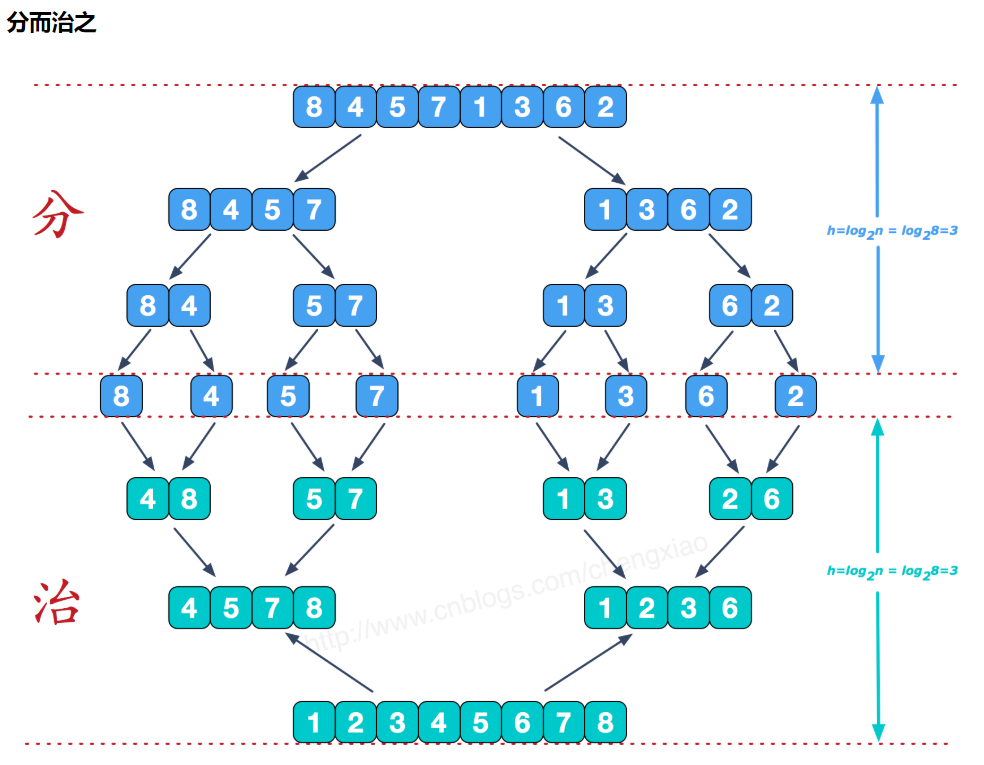 分而治之
8 4 5 7 1 3 6 2
分
8 4 5 7 1 3 6 2
h=log2n = log28=3
8 4 5 7 1 3 6 2
8 4 5 7 1 3 6 2
4 8 5 7 1 3 2 6
http://www.cnblogs.com/chengxiao
h=log2n = log28=3
治
4 5 7 8 1 2 3 6
1 2 3 4 5 6 7 8